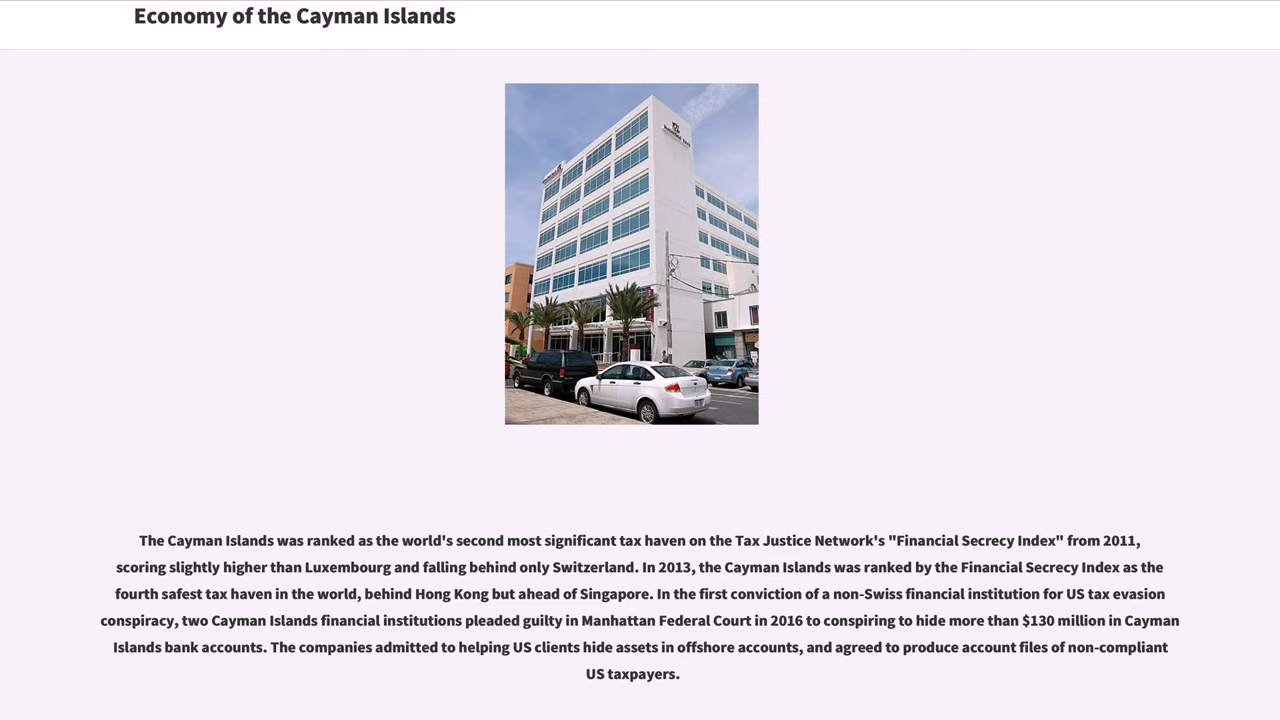 Economy of the Cayman Islands
The Cayman Islands was ranked as the world's second most significant tax haven on the Tax Justice Network's "Financial Secrecy Index" from 2011,
scoring slightly higher than Luxembourg and falling behind only Switzerland. In 2013, the Cayman Islands was ranked by the Financial Secrecy Index as the
fourth safest tax haven in the world, behind Hong Kong but ahead of Singapore. In the first conviction of a non-Swiss financial institution for US tax evasion
conspiracy, two Cayman Islands financial institutions pleaded guilty in Manhattan Federal Court in 2016 to conspiring to hide more than $130 million in Cayman
Islands bank accounts. The companies admitted to helping US clients hide assets in offshore accounts, and agreed to produce account files of non-compliant
US taxpayers.